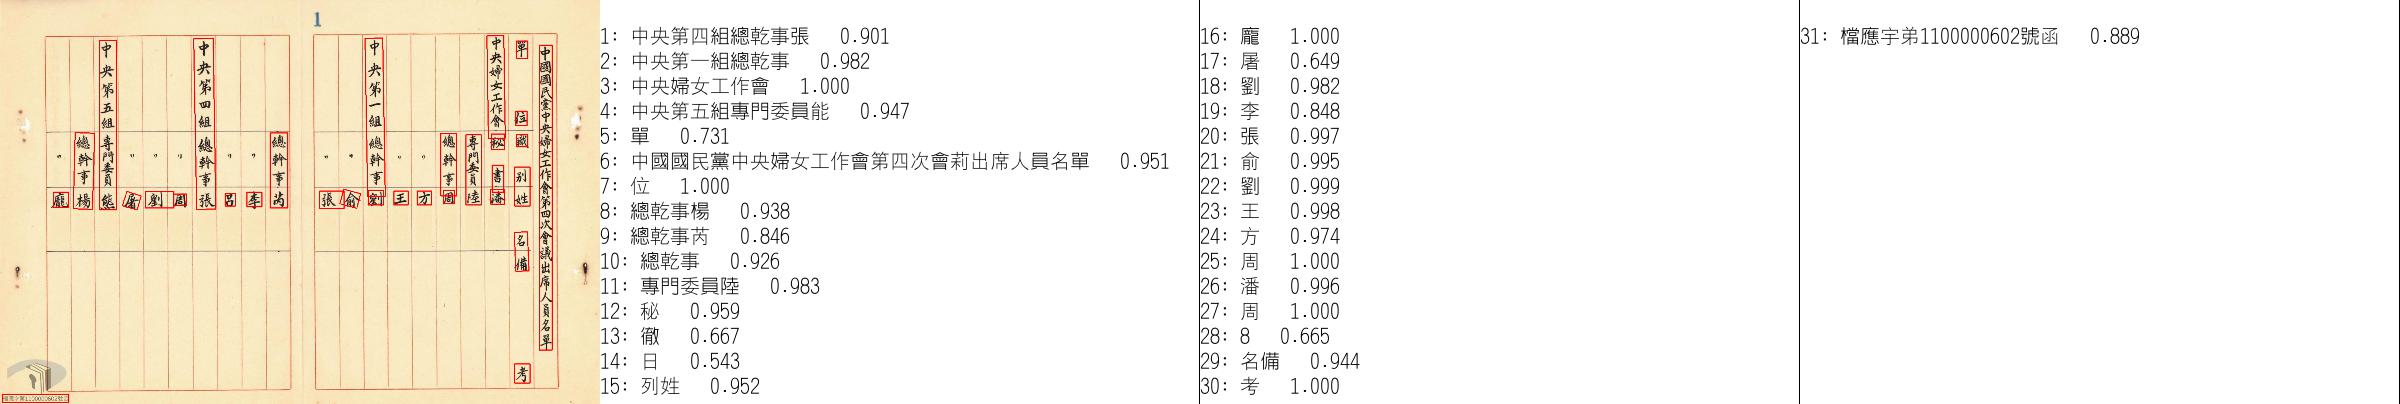 1
中國國民黨中央婦女工作會第四次會議出席人員名單
單 位 國 別 姓 名 備 考
中央婦女工作會 秘書 潘
專門委員 陸
總幹事 周
〃 方
〃 王
中央第一組 總幹事 劉
〃 俞
〃 張
總幹事 芮
〃 李
〃 呂
中央第四組 總幹事 張
〃 周
〃 劉
〃 屠
中央第五組 專門委員 熊
總幹事 楊
〃 龐
檔應字第1100000602號函
1: 中央第四組總乾事張 0.901
2: 中央第一組總乾事 0.982
3: 中央婦女工作會 1.000
4: 中央第五組專門委員能 0.947
5: 單 0.731
6: 中國國民黨中央婦女工作會第四次會莉出席人員名單 0.951
7: 位 1.000
8: 總乾事楊 0.938
9: 總乾事芮 0.846
10: 總乾事 0.926
11: 專門委員陸 0.983
12: 秘 0.959
13: 徹 0.667
14: 日 0.543
15: 列姓 0.952
16: 龐 1.000
17: 屠 0.649
18: 劉 0.982
19: 李 0.848
20: 張 0.997
21: 俞 0.995
22: 劉 0.999
23: 王 0.998
24: 方 0.974
25: 周 1.000
26: 潘 0.996
27: 周 1.000
28: 8 0.665
29: 名備 0.944
30: 考 1.000
31: 檔應宇弟1100000602號函 0.889